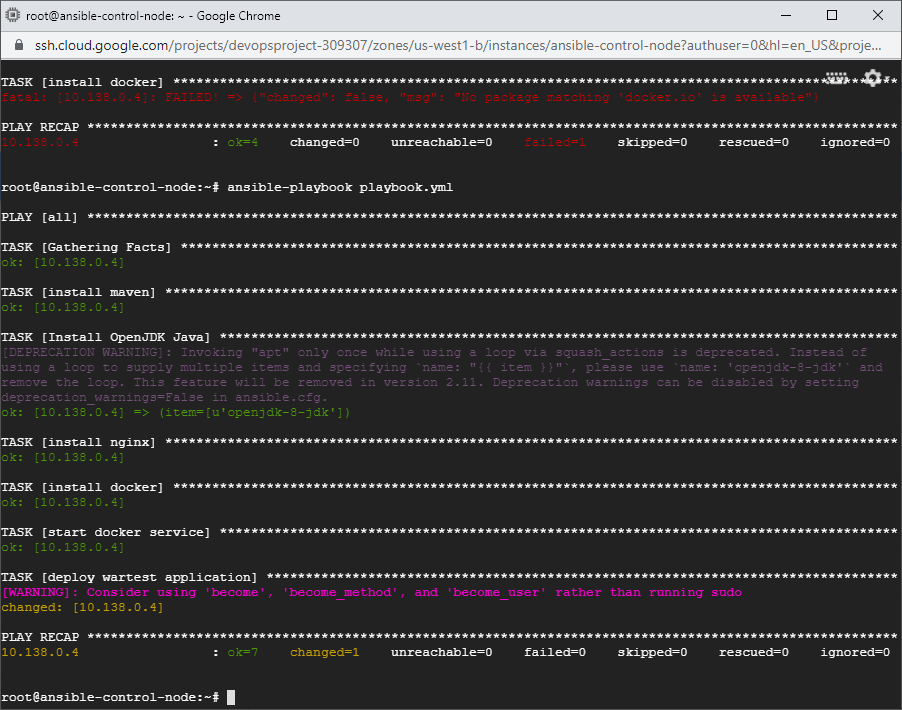 root@ansible-control-node: ~ - Google Chrome
ssh.cloud.google.com/projects/devopsproject-309307/zones/us-west1-b/instances/ansible-control-node?authuser=0&hl=en_US&proje...
TASK [install docker] *********************************************************************************************
fatal: [10.138.0.4]: FAILED! => {"changed": false, "msg": "No package matching 'docker.io' is available"}
PLAY RECAP ********************************************************************************************************
10.138.0.4 : ok=4 changed=0 unreachable=0 failed=1 skipped=0 rescued=0 ignored=0
root@ansible-control-node:~# ansible-playbook playbook.yml
PLAY [all] ********************************************************************************************************
TASK [Gathering Facts] ********************************************************************************************
ok: [10.138.0.4]
TASK [install maven] **********************************************************************************************
ok: [10.138.0.4]
TASK [Install OpenJDK Java] ***************************************************************************************
[DEPRECATION WARNING]: Invoking "apt" only once while using a loop via squash_actions is deprecated. Instead of
using a loop to supply multiple items and specifying `name: "{{ item }}"`, please use `name: 'openjdk-8-jdk'` and
remove the loop. This feature will be removed in version 2.11. Deprecation warnings can be disabled by setting
deprecation_warnings=False in ansible.cfg.
ok: [10.138.0.4] => (item=[u'openjdk-8-jdk'])
TASK [install nginx] **********************************************************************************************
ok: [10.138.0.4]
TASK [install docker] *********************************************************************************************
ok: [10.138.0.4]
TASK [start docker service] ***************************************************************************************
ok: [10.138.0.4]
TASK [deploy wartest application] *********************************************************************************
[WARNING]: Consider using 'become', 'become_method', and 'become_user' rather than running sudo
changed: [10.138.0.4]
PLAY RECAP ********************************************************************************************************
10.138.0.4 : ok=7 changed=1 unreachable=0 failed=0 skipped=0 rescued=0 ignored=0
root@ansible-control-node:~#